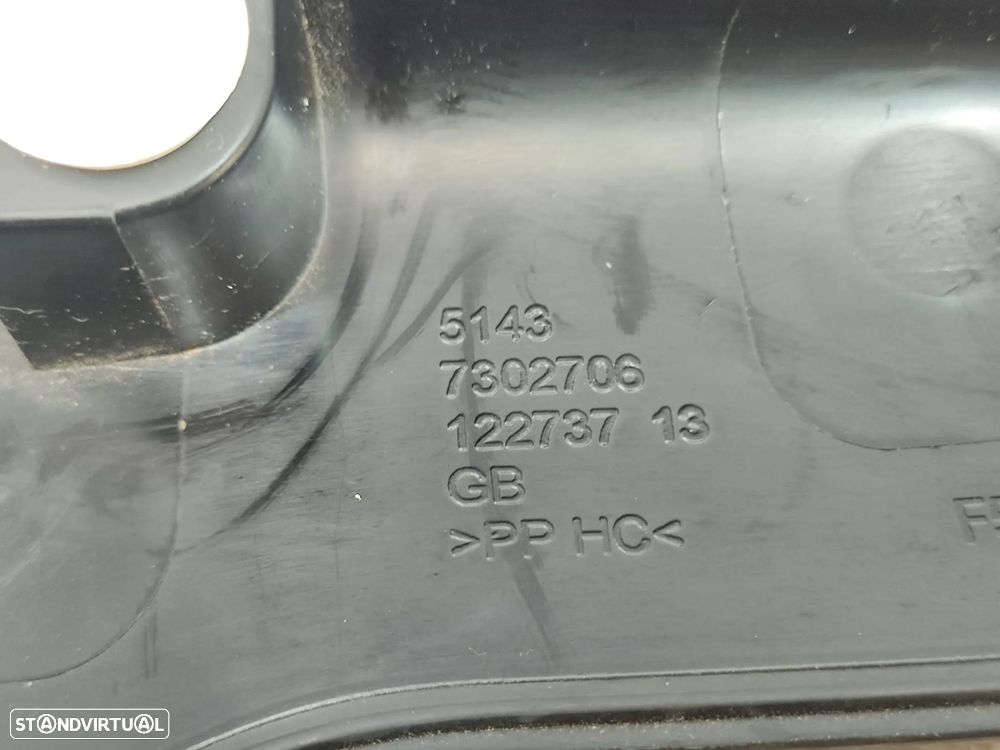 5143
7302706
122737 13
GB
>PP HC<
STANDVIRTUAL